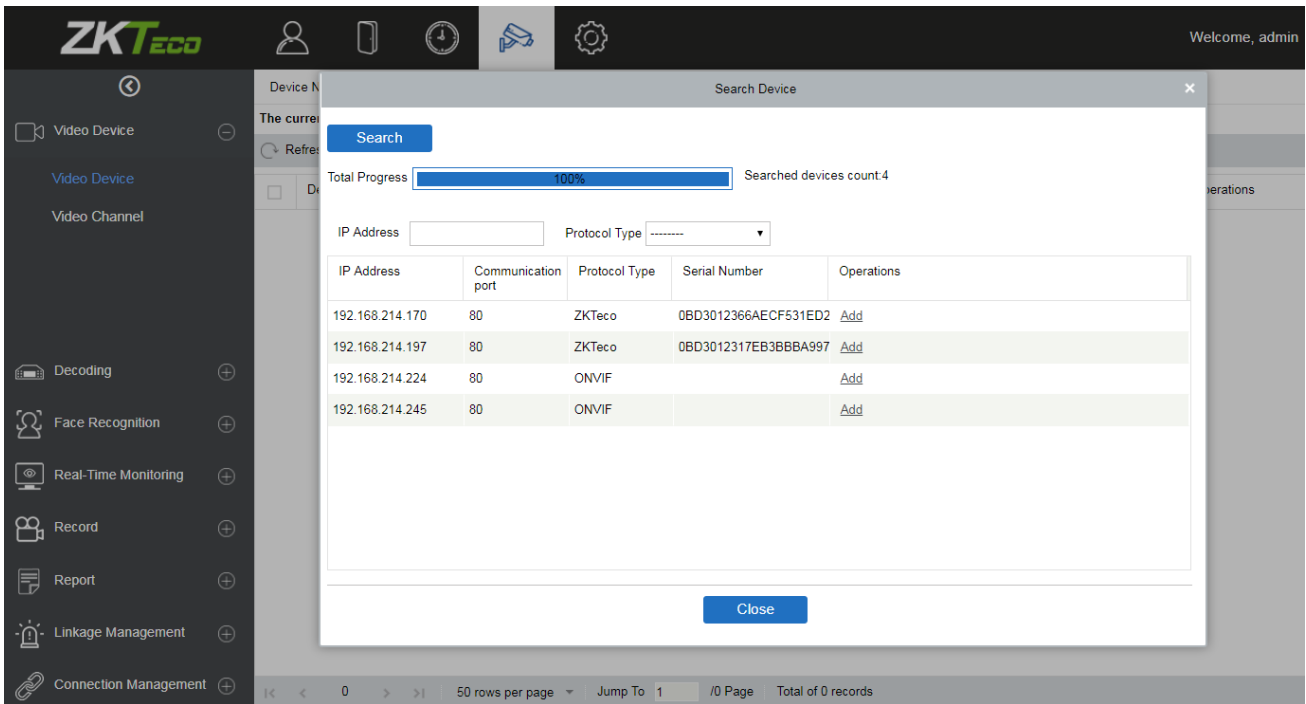 ZKTECO
Welcome, admin
Video Device
Video Device
Video Channel
Decoding
Face Recognition
Real-Time Monitoring
Record
Report
Linkage Management
Connection Management
Device N
The curre
Refres
perations
Search Device
Search
Total Progress 100% Searched devices count:4
IP Address Protocol Type --------
IP Address Communication port Protocol Type Serial Number Operations
192.168.214.170 80 ZKTeco 0BD3012366AECF531ED2 Add
192.168.214.197 80 ZKTeco 0BD3012317EB3BBBA997 Add
192.168.214.224 80 ONVIF Add
192.168.214.245 80 ONVIF Add
Close
0 50 rows per page Jump To 1 /0 Page Total of 0 records